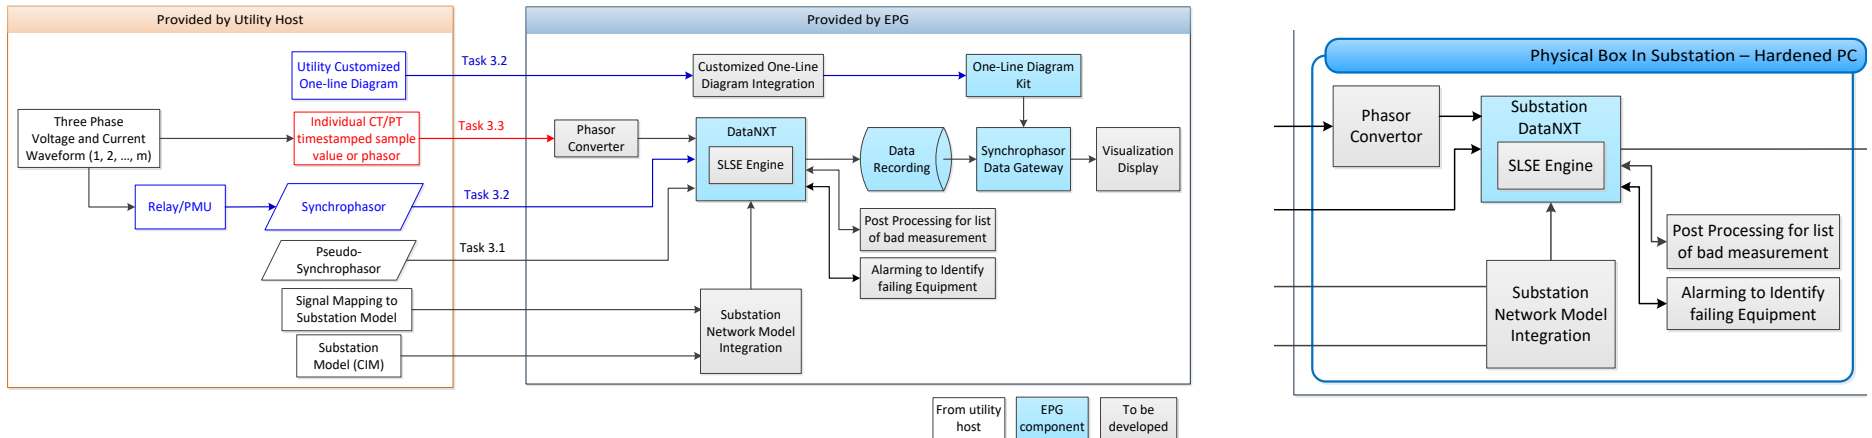 Provided by Utility Host
Provided by EPG
Utility Customized
One-line Diagram
Task 3.2
Customized One-Line
Diagram Integration
One-Line Diagram
Kit
Three Phase
Voltage and Current
Waveform (1, 2, ..., m)
Individual CT/PT
timestamped sample
value or phasor
Task 3.3
Phasor
Converter
DataNXT
SLSE Engine
Data
Recording
Synchrophasor
Data Gateway
Visualization
Display
Relay/PMU
Synchrophasor
Task 3.2
Post Processing for list
of bad measurement
Pseudo-
Synchrophasor
Task 3.1
Alarming to Identify
failing Equipment
Signal Mapping to
Substation Model
Substation
Network Model
Integration
Substation
Model (CIM)
From utility
host
EPG
component
To be
developed
Physical Box In Substation – Hardened PC
Phasor
Convertor
Substation
DataNXT
SLSE Engine
Post Processing for list
of bad measurement
Substation
Network Model
Integration
Alarming to Identify
failing Equipment